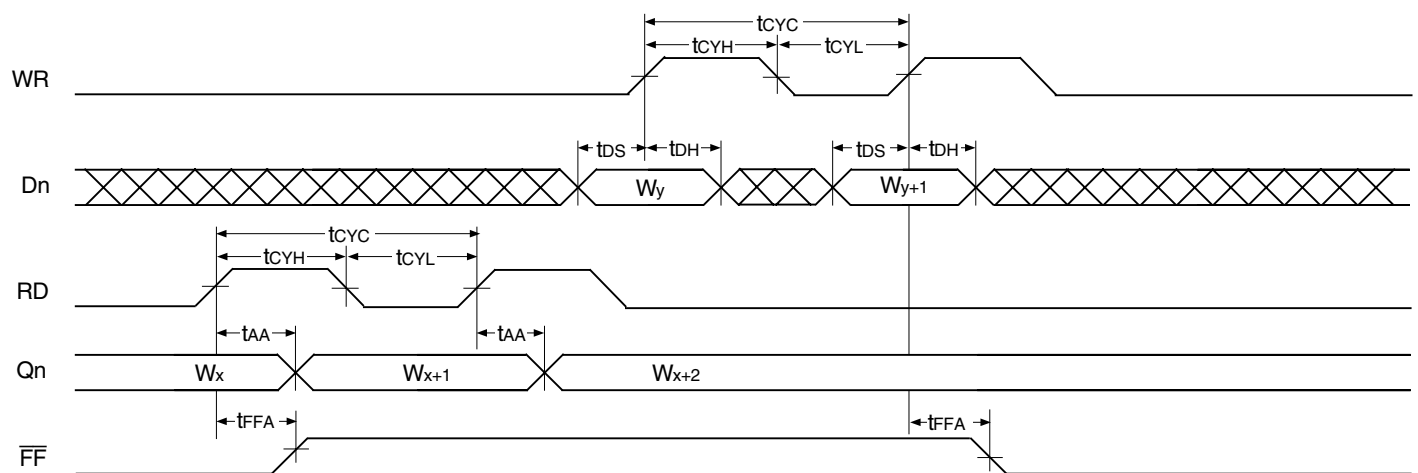 tCYC
tCYH tCYL
WR
tDS tDH tDS tDH
Dn Wy Wy+1
tCYC
tCYH tCYL
RD
tAA tAA
Qn Wx Wx+1 Wx+2
tFFA tFFA
FF